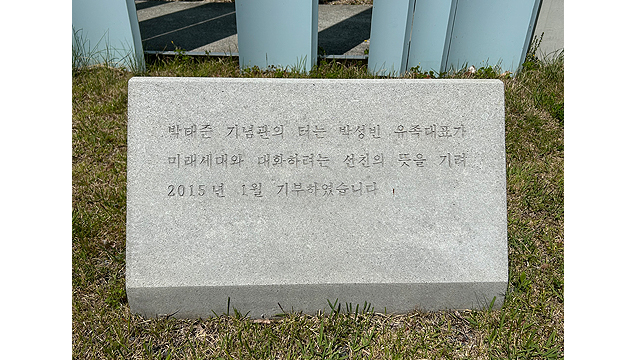 박태준 기념관의 터는 박성빈 유족대표가
미래세대와 대화하려는 선친의 뜻을 기려
2015년 1월 기부하였습니다.